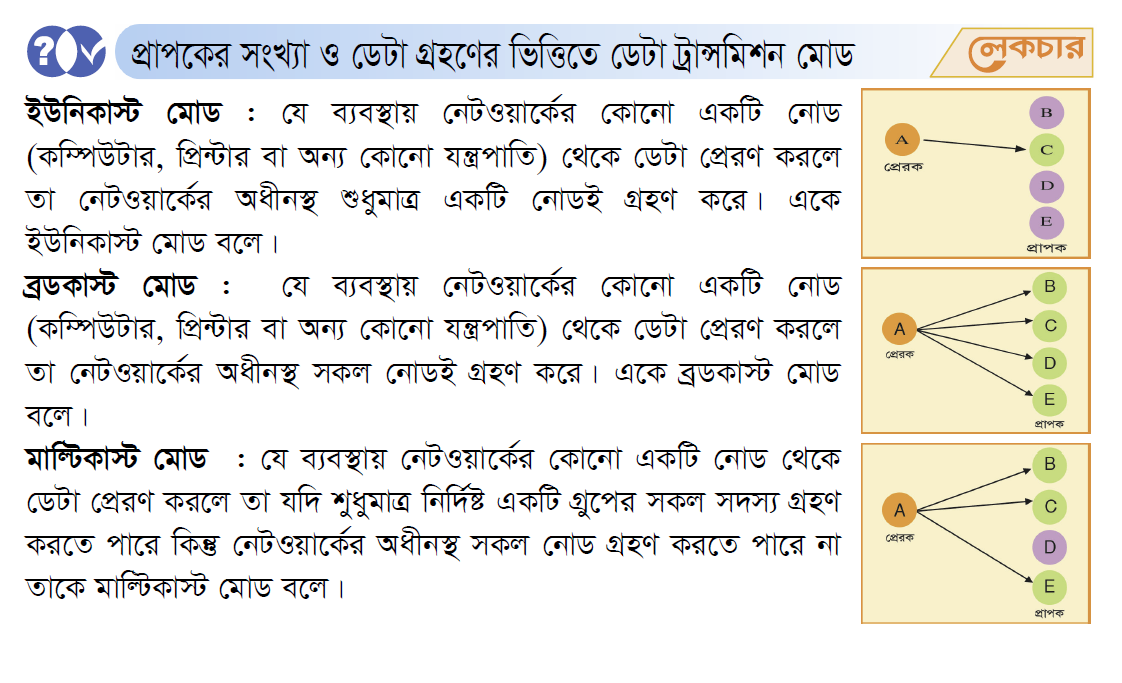 প্রাপকের সংখ্যা ও ডেটা গ্রহণের ভিত্তিতে ডেটা ট্রান্সমিশন মোড
লেকচার
ইউনিকাস্ট মোড : যে ব্যবস্থায় নেটওয়ার্কের কোনো একটি নোড
(কম্পিউটার, প্রিন্টার বা অন্য কোনো যন্ত্রপাতি) থেকে ডেটা প্রেরণ করলে
তা নেটওয়ার্কের অধীনস্থ শুধুমাত্র একটি নোডই গ্রহণ করে। একে
ইউনিকাস্ট মোড বলে।
A
প্রেরক
B
C
D
E
প্রাপক
ব্রডকাস্ট মোড : যে ব্যবস্থায় নেটওয়ার্কের কোনো একটি নোড
(কম্পিউটার, প্রিন্টার বা অন্য কোনো যন্ত্রপাতি) থেকে ডেটা প্রেরণ করলে
তা নেটওয়ার্কের অধীনস্থ সকল নোডই গ্রহণ করে। একে ব্রডকাস্ট মোড
বলে।
A
প্রেরক
B
C
D
E
প্রাপক
মাল্টিকাস্ট মোড : যে ব্যবস্থায় নেটওয়ার্কের কোনো একটি নোড থেকে
ডেটা প্রেরণ করলে তা যদি শুধুমাত্র নির্দিষ্ট একটি গ্রুপের সকল সদস্য গ্রহণ
করতে পারে কিন্তু নেটওয়ার্কের অধীনস্থ সকল নোড গ্রহণ করতে পারে না
তাকে মাল্টিকাস্ট মোড বলে।
A
প্রেরক
B
C
D
E
প্রাপক